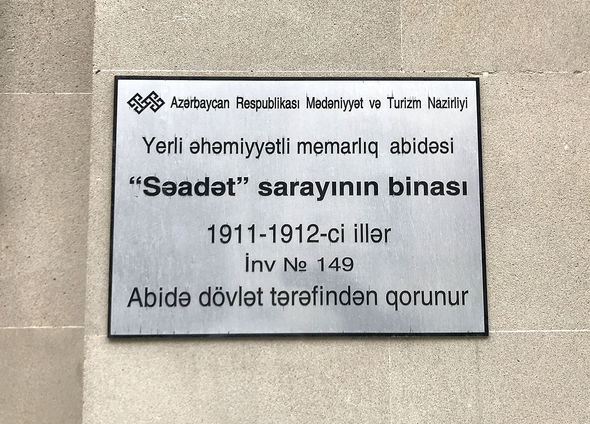 Azərbaycan Respublikası Mədəniyyət və Turizm Nazirliyi
Yerli əhəmiyyətli memarlıq abidəsi
“Səadət” sarayının binası
1911-1912-ci illər
İnv № 149
Abidə dövlət tərəfindən qorunur